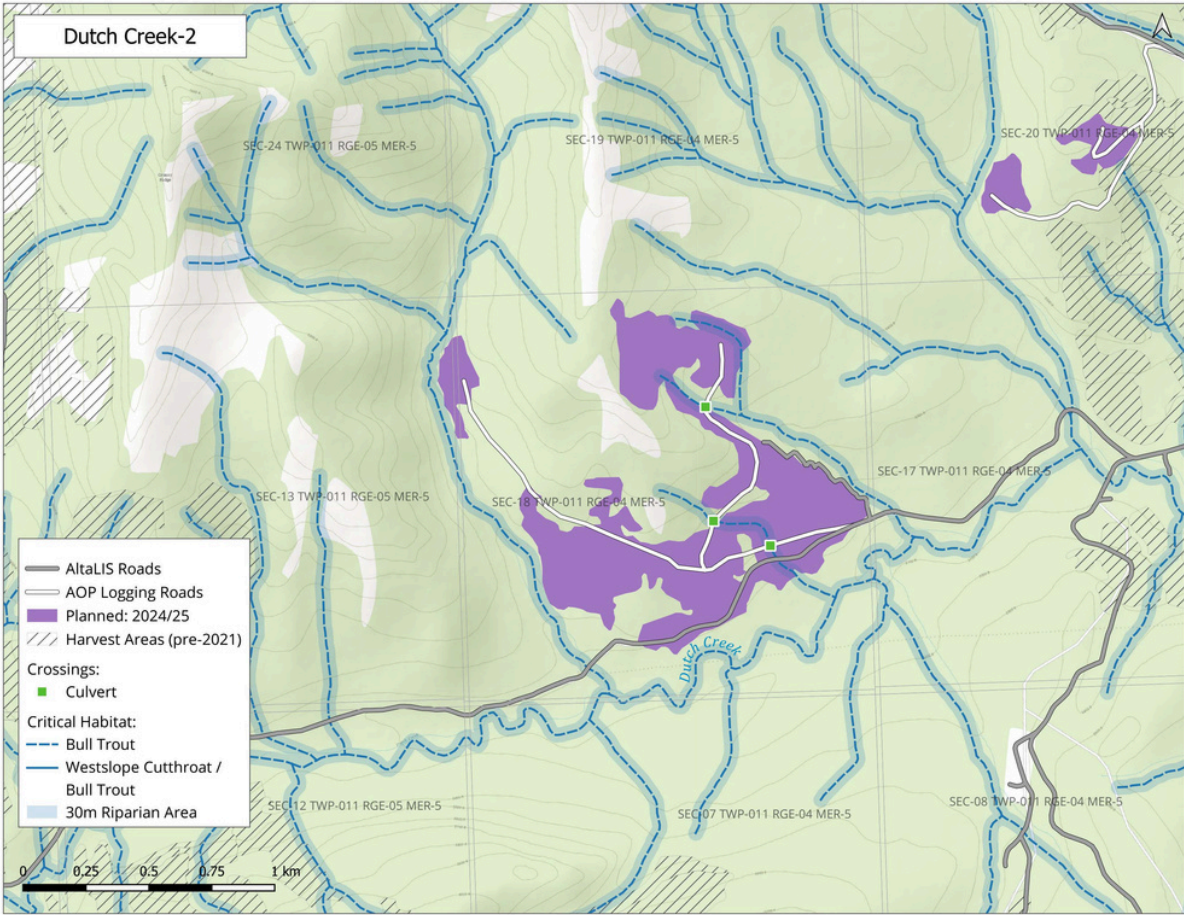 Dutch Creek-2
SEC-24 TWP-011 RGE-05 MER-5
SEC-19 TWP-011 RGE-04 MER-5
SEC-20 TWP-011 RGE-04 MER-5
SEC-13 TWP-011 RGE-05 MER-5
SEC-18 TWP-011 RGE-04 MER-5
SEC-17 TWP-011 RGE-04 MER-5
Dutch Creek
SEC-12 TWP-011 RGE-05 MER-5
SEC-07 TWP-011 RGE-04 MER-5
SEC-08 TWP-011 RGE-04 MER-5
AltaLIS Roads
AOP Logging Roads
Planned: 2024/25
Harvest Areas (pre-2021)
Crossings:
Culvert
Critical Habitat:
Bull Trout
Westslope Cutthroat /
Bull Trout
30m Riparian Area
0 0.25 0.5 0.75 1 km